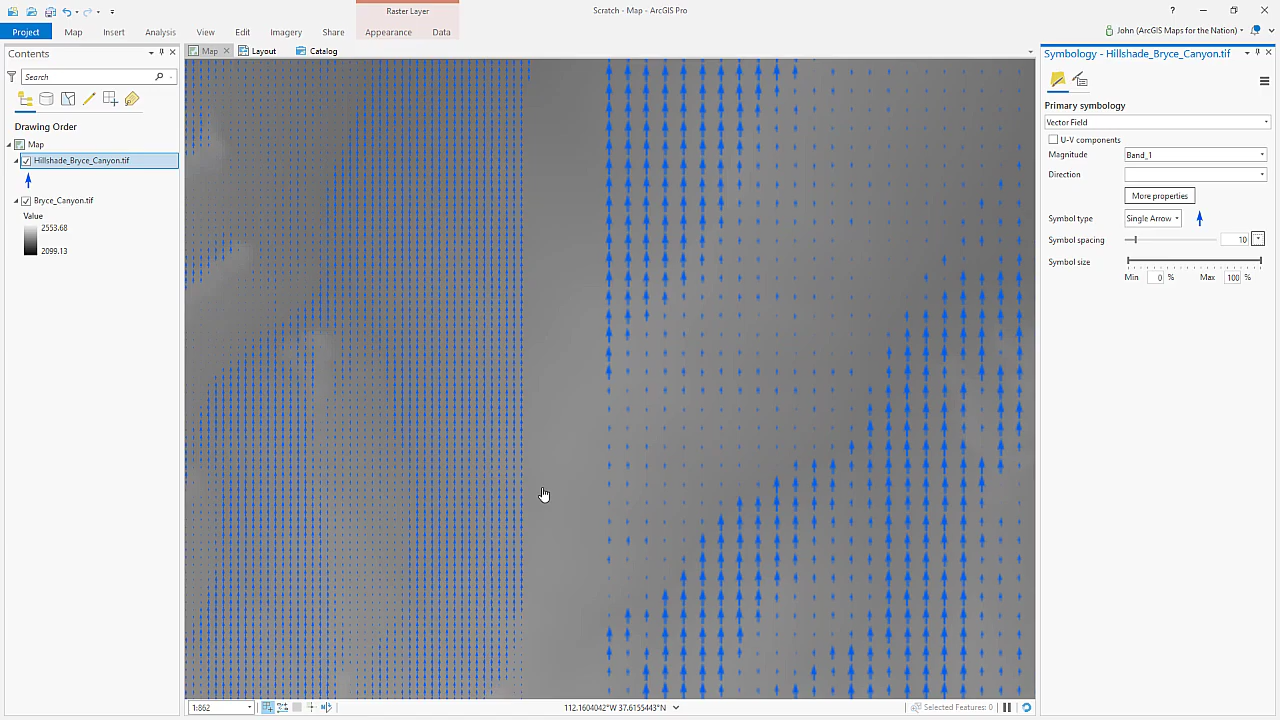 Raster Layer
Scratch - Map - ArcGIS Pro
?
Project
Map
Insert
Analysis
View
Edit
Imagery
Share
Appearance
Data
John (ArcGIS Maps for the Nation)
Contents
Map
Layout
Catalog
Symbology - Hillshade_Bryce_Canyon.tif
Search
Primary symbology
Vector Field
Drawing Order
U-V components
Map
Magnitude
Band_1
Hillshade_Bryce_Canyon.tif
Direction
More properties
Bryce_Canyon.tif
Value
Symbol type
Single Arrow
2553.68
Symbol spacing
10
2099.13
Symbol size
Min
0
%
Max
100
%
1:862
112.1604042°W 37.6155443°N
Selected Features: 0